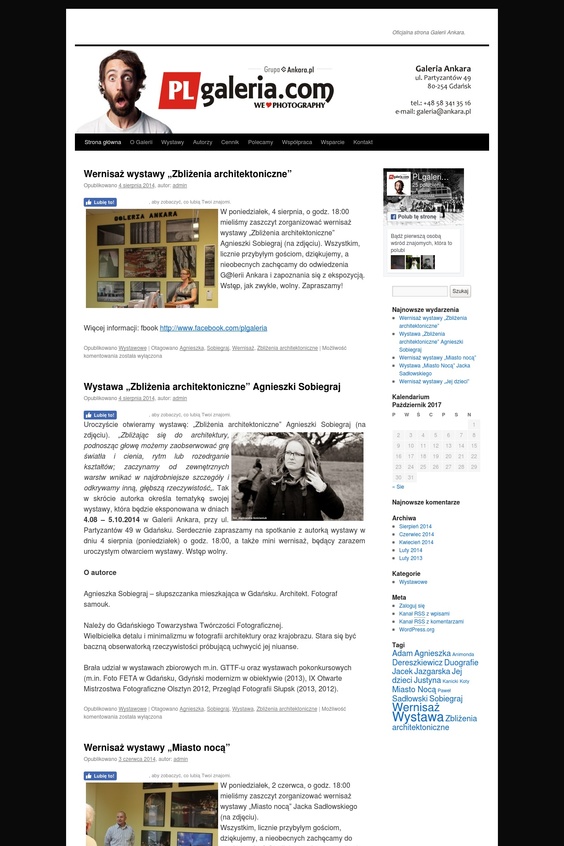 Oficjalna strona Galerii Ankara.
Grupa Ankara.pl
PLgaleria.com
WE PHOTOGRAPHY
Galeria Ankara
ul. Partyzantów 49
80-254 Gdańsk
tel.: +48 58 341 35 16
e-mail: galeria@ankara.pl
Strona główna O Galerii Wystawy Autorzy Cennik Polecamy Współpraca Wsparcie Kontakt
Wernisaż wystawy „Zbliżenia architektoniczne”
Opublikowano 4 sierpnia 2014, autor: admin
Lubię to! , aby zobaczyć, co lubią Twoi znajomi.
GALERIA ANKARA
W poniedziałek, 4 sierpnia, o godz. 18:00
mieliśmy zaszczyt zorganizować wernisaż
wystawy „Zbliżenia architektoniczne”
Agnieszki Sobiegraj (na zdjęciu). Wszystkim,
licznie przybyłym gościom, dziękujemy, a
nieobecnych zachęcamy do odwiedzenia
G@lerii Ankara i zapoznania się z ekspozycją.
Wstęp, jak zwykle, wolny. Zapraszamy!
Więcej informacji: fbook http://www.facebook.com/plgaleria
Opublikowano Wystawowe | Otagowano Agnieszka, Sobiegraj, Wernisaż, Zbliżenia architektoniczne | Możliwość
komentowania została wyłączona
Wystawa „Zbliżenia architektoniczne” Agnieszki Sobiegraj
Opublikowano 4 sierpnia 2014, autor: admin
Lubię to! , aby zobaczyć, co lubią Twoi znajomi.
Uroczyście otwieramy wystawę: „Zbliżenia architektoniczne” Agnieszki Sobiegraj (na
zdjęciu). „Zbliżając się do architektury,
podnosząc głowę możemy zaobserwować grę
światła i cienia, rytm lub rozedrganie
kształtów; zaczynamy od zewnętrznych
warstw wnikać w najdrobniejsze szczegóły i
odkrywamy inną, głębszą rzeczywistość„. Tak
w skrócie autorka określa tematykę swojej
wystawy, która będzie eksponowana w dniach
4.08 – 5.10.2014 w Galerii Ankara, przy ul.
Partyzantów 49 w Gdańsku. Serdecznie zapraszamy na spotkanie z autorką wystawy w
dniu 4 sierpnia (poniedziałek) o godz. 18:00, a także mini wernisaż, będący zarazem
uroczystym otwarciem wystawy. Wstęp wolny.
O autorce
Agnieszka Sobiegraj – słupszczanka mieszkająca w Gdańsku. Architekt. Fotograf
samouk.
Należy do Gdańskiego Towarzystwa Twórczości Fotograficznej.
Wielbicielka detalu i minimalizmu w fotografii architektury oraz krajobrazu. Stara się być
baczną obserwatorką rzeczywistości próbującą uchwycić jej niuanse.
Brała udział w wystawach zbiorowych m.in. GTTF-u oraz wystawach pokonkursowych
(m.in. Foto FETA w Gdańsku, Gdyński modernizm w obiektywie (2013), IX Otwarte
Mistrzostwa Fotograficzne Olsztyn 2012, Przegląd Fotografii Słupsk (2013, 2012).
Opublikowano Wystawowe | Otagowano Agnieszka, Sobiegraj, Wystawa, Zbliżenia architektoniczne | Możliwość
komentowania została wyłączona
Wernisaż wystawy „Miasto nocą”
Opublikowano 3 czerwca 2014, autor: admin
Lubię to! , aby zobaczyć, co lubią Twoi znajomi.
W poniedziałek, 2 czerwca, o godz. 18:00
mieliśmy zaszczyt zorganizować wernisaż
wystawy „Miasto nocą” Jacka Sadłowskiego
(na zdjęciu).
Wszystkim, licznie przybyłym gościom,
dziękujemy, a nieobecnych zachęcamy do
PLgaleri...
Polub tę stronę
Bądź pierwszą osobą
wśród znajomych, która to
polubi
Szukaj
Najnowsze wydarzenia
Wernisaż wystawy „Zbliżenia
architektoniczne”
Wystawa „Zbliżenia
architektoniczne” Agnieszki
Sobiegraj
Wernisaż wystawy „Miasto nocą”
Wystawa „Miasto Nocą” Jacka
Sadłowskiego
Wernisaż wystawy „Jej dzieci”
Kalendarium
Październik 2017
P W Ś C P S N
1
2 3 4 5 6 7 8
9 10 11 12 13 14 15
16 17 18 19 20 21 22
23 24 25 26 27 28 29
30 31
« Sie
Najnowsze komentarze
Archiwa
Sierpień 2014
Czerwiec 2014
Kwiecień 2014
Luty 2014
Luty 2013
Kategorie
Wystawowe
Meta
Zaloguj się
Kanał RSS z wpisami
Kanał RSS z komentarzami
WordPress.org
Tagi
Adam Agnieszka Animonda
Dereszkiewicz Duografie
Jacek Jazgarska Jej
dzieci Justyna Kanicki Koty
Miasto Nocą Paweł
Sadłowski Sobiegraj
Wernisaż
Wystawa Zbliżenia
architektoniczne